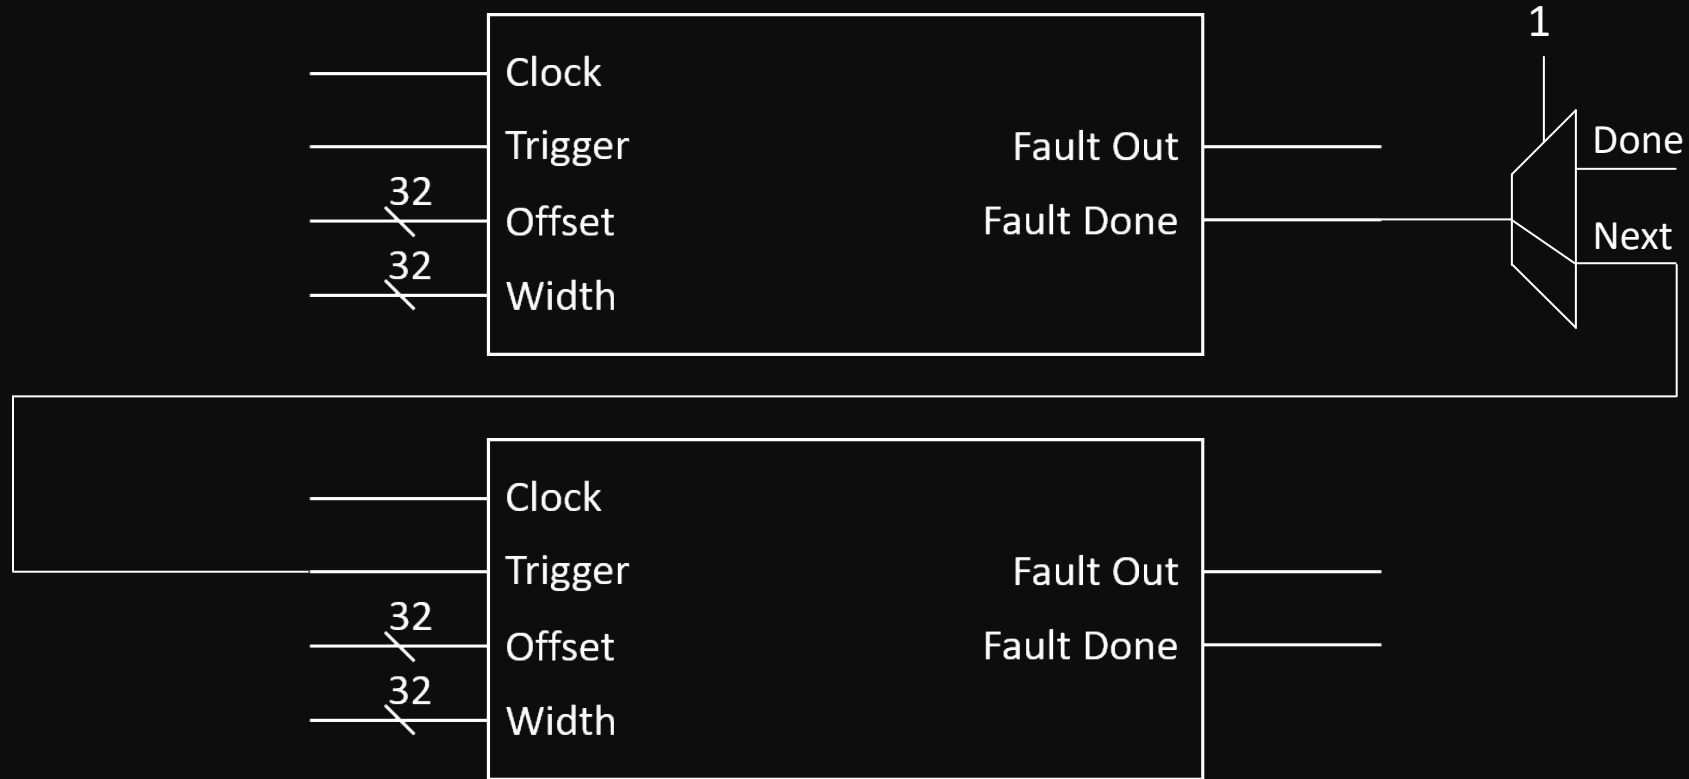 1
Clock
Trigger
Fault Out
Done
32
Offset
Fault Done
Next
32
Width
Clock
Trigger
Fault Out
32
Offset
Fault Done
32
Width